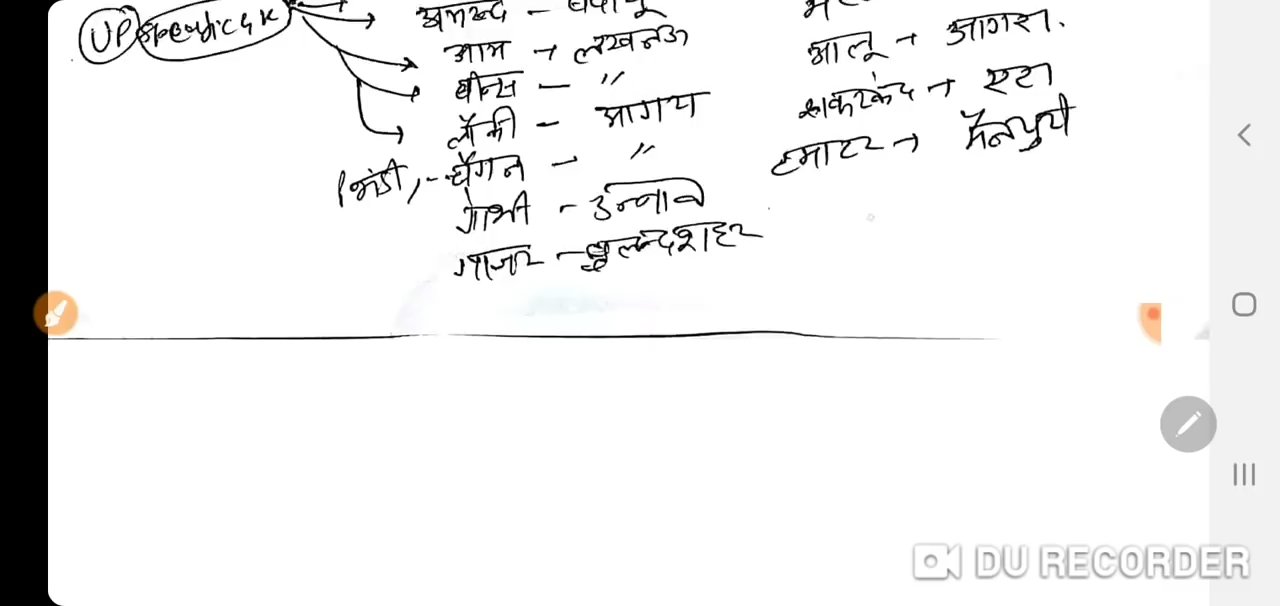 UP specific GK
अमरूद - बदायूं
आम → लखनऊ
बीन्स - "
लौकी - आगरा
भिंडी, - बैंगन - "
गोभी - उन्नाव
गाजर - बुलन्दशहर
आलू → आगरा.
शकरकंद → एटा
टमाटर → मैनपुरी
DU RECORDER